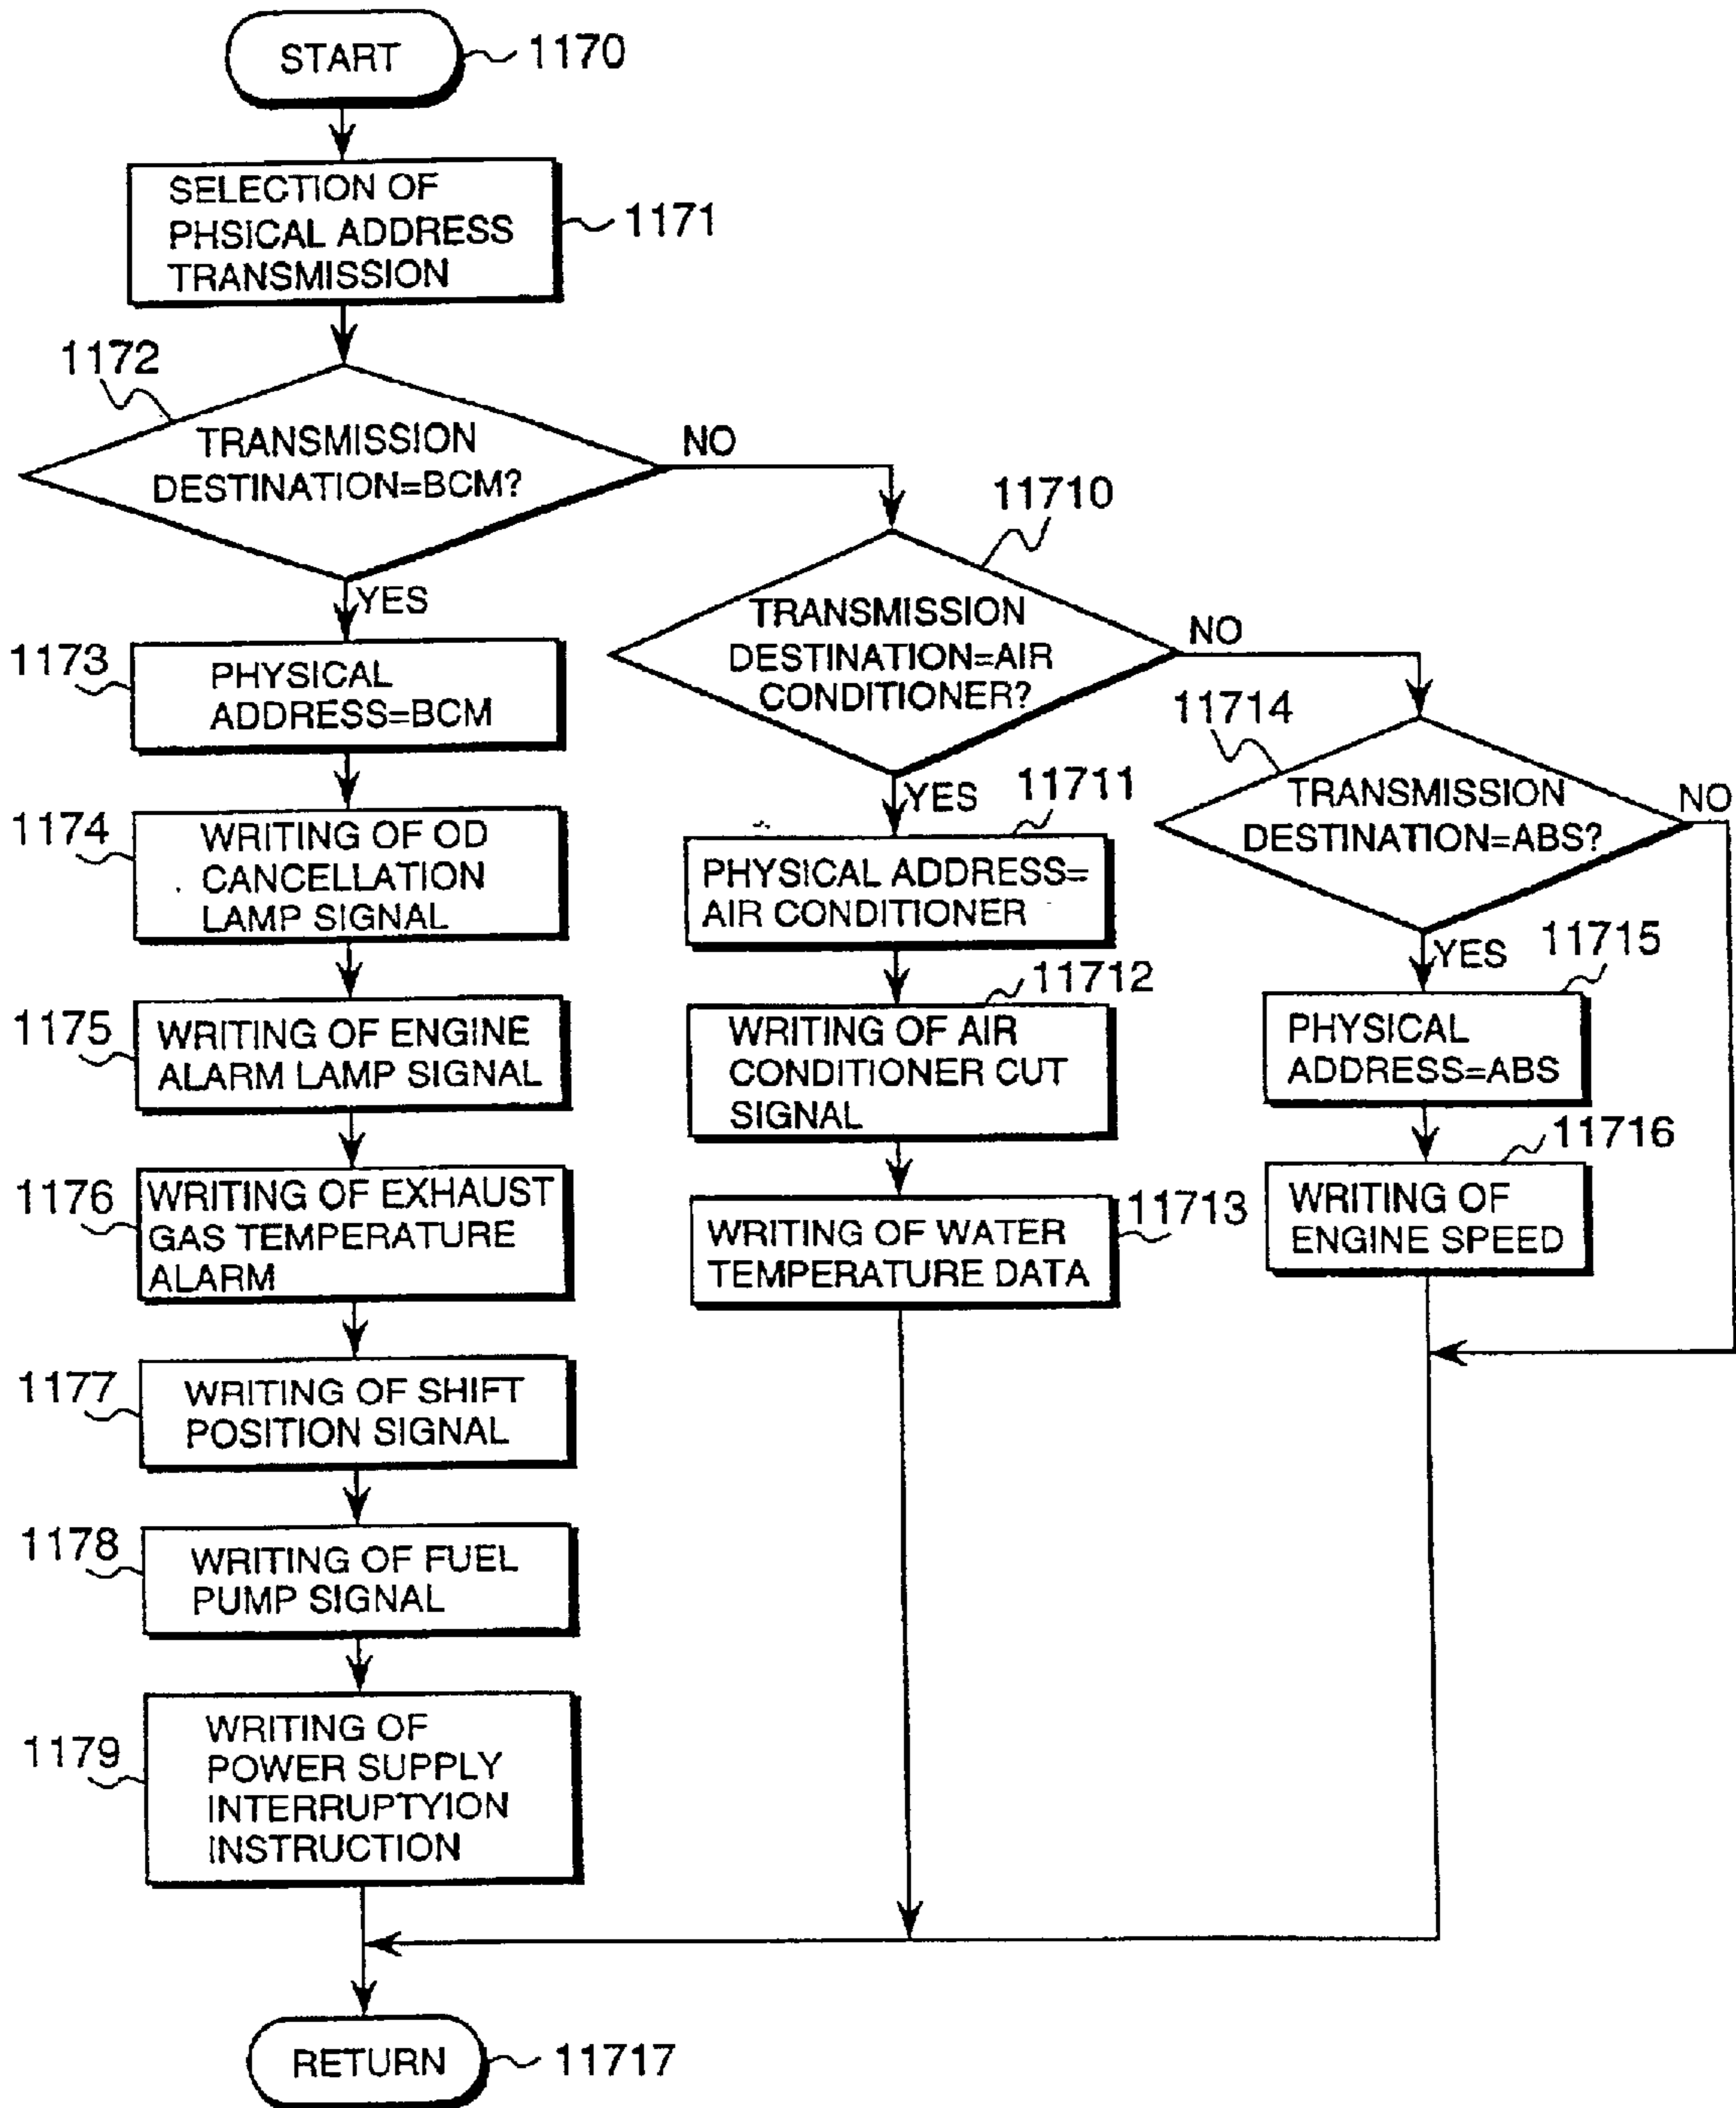 START
1170
SELECTION OF
PHSICAL ADDRESS
TRANSMISSION
1171
1172
TRANSMISSION
DESTINATION=BCM?
NO
YES
1173
PHYSICAL
ADDRESS=BCM
1174
WRITING OF OD
CANCELLATION
LAMP SIGNAL
1175
WRITING OF ENGINE
ALARM LAMP SIGNAL
1176
WRITING OF EXHAUST
GAS TEMPERATURE
ALARM
1177
WRITING OF SHIFT
POSITION SIGNAL
1178
WRITING OF FUEL
PUMP SIGNAL
1179
WRITING OF
POWER SUPPLY
INTERRUPTYION
INSTRUCTION
11710
TRANSMISSION
DESTINATION=AIR
CONDITIONER?
NO
YES
11711
PHYSICAL ADDRESS=
AIR CONDITIONER
11712
WRITING OF AIR
CONDITIONER CUT
SIGNAL
11713
WRITING OF WATER
TEMPERATURE DATA
11714
TRANSMISSION
DESTINATION=ABS?
NO
YES
11715
PHYSICAL
ADDRESS=ABS
11716
WRITING OF
ENGINE SPEED
RETURN
11717